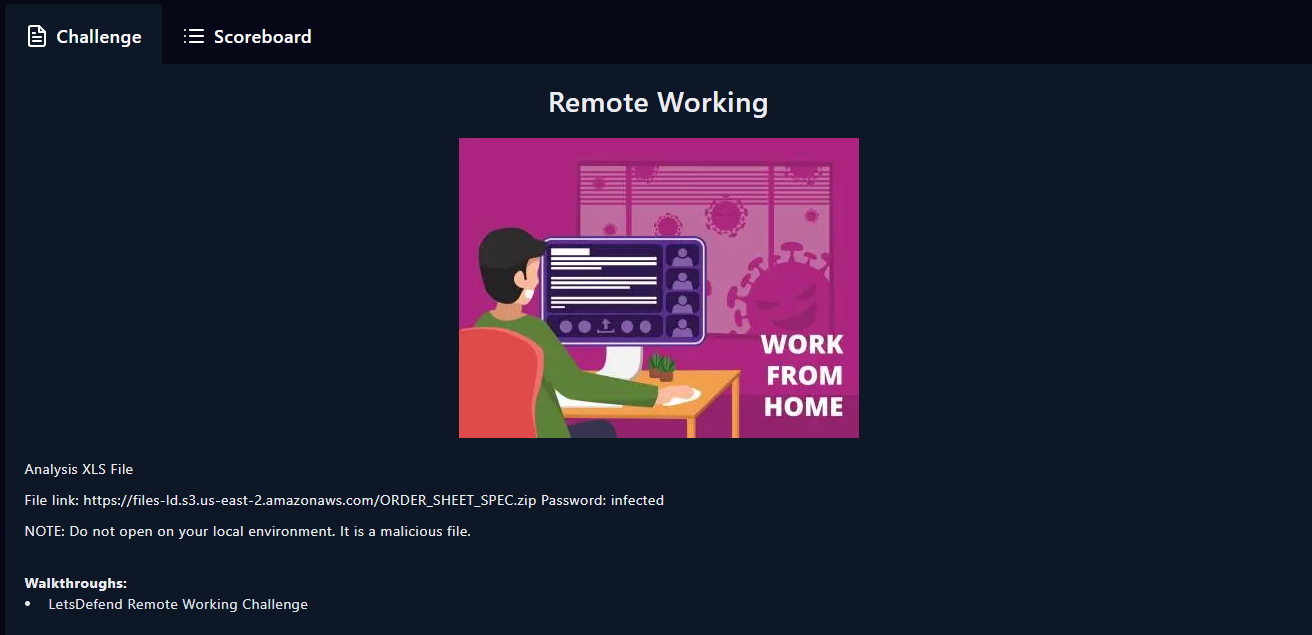 Challenge
Scoreboard
Remote Working
WORK
FROM
HOME
Analysis XLS File
File link: https://files-ld.s3.us-east-2.amazonaws.com/ORDER_SHEET_SPEC.zip Password: infected
NOTE: Do not open on your local environment. It is a malicious file.
Walkthroughs:
• LetsDefend Remote Working Challenge